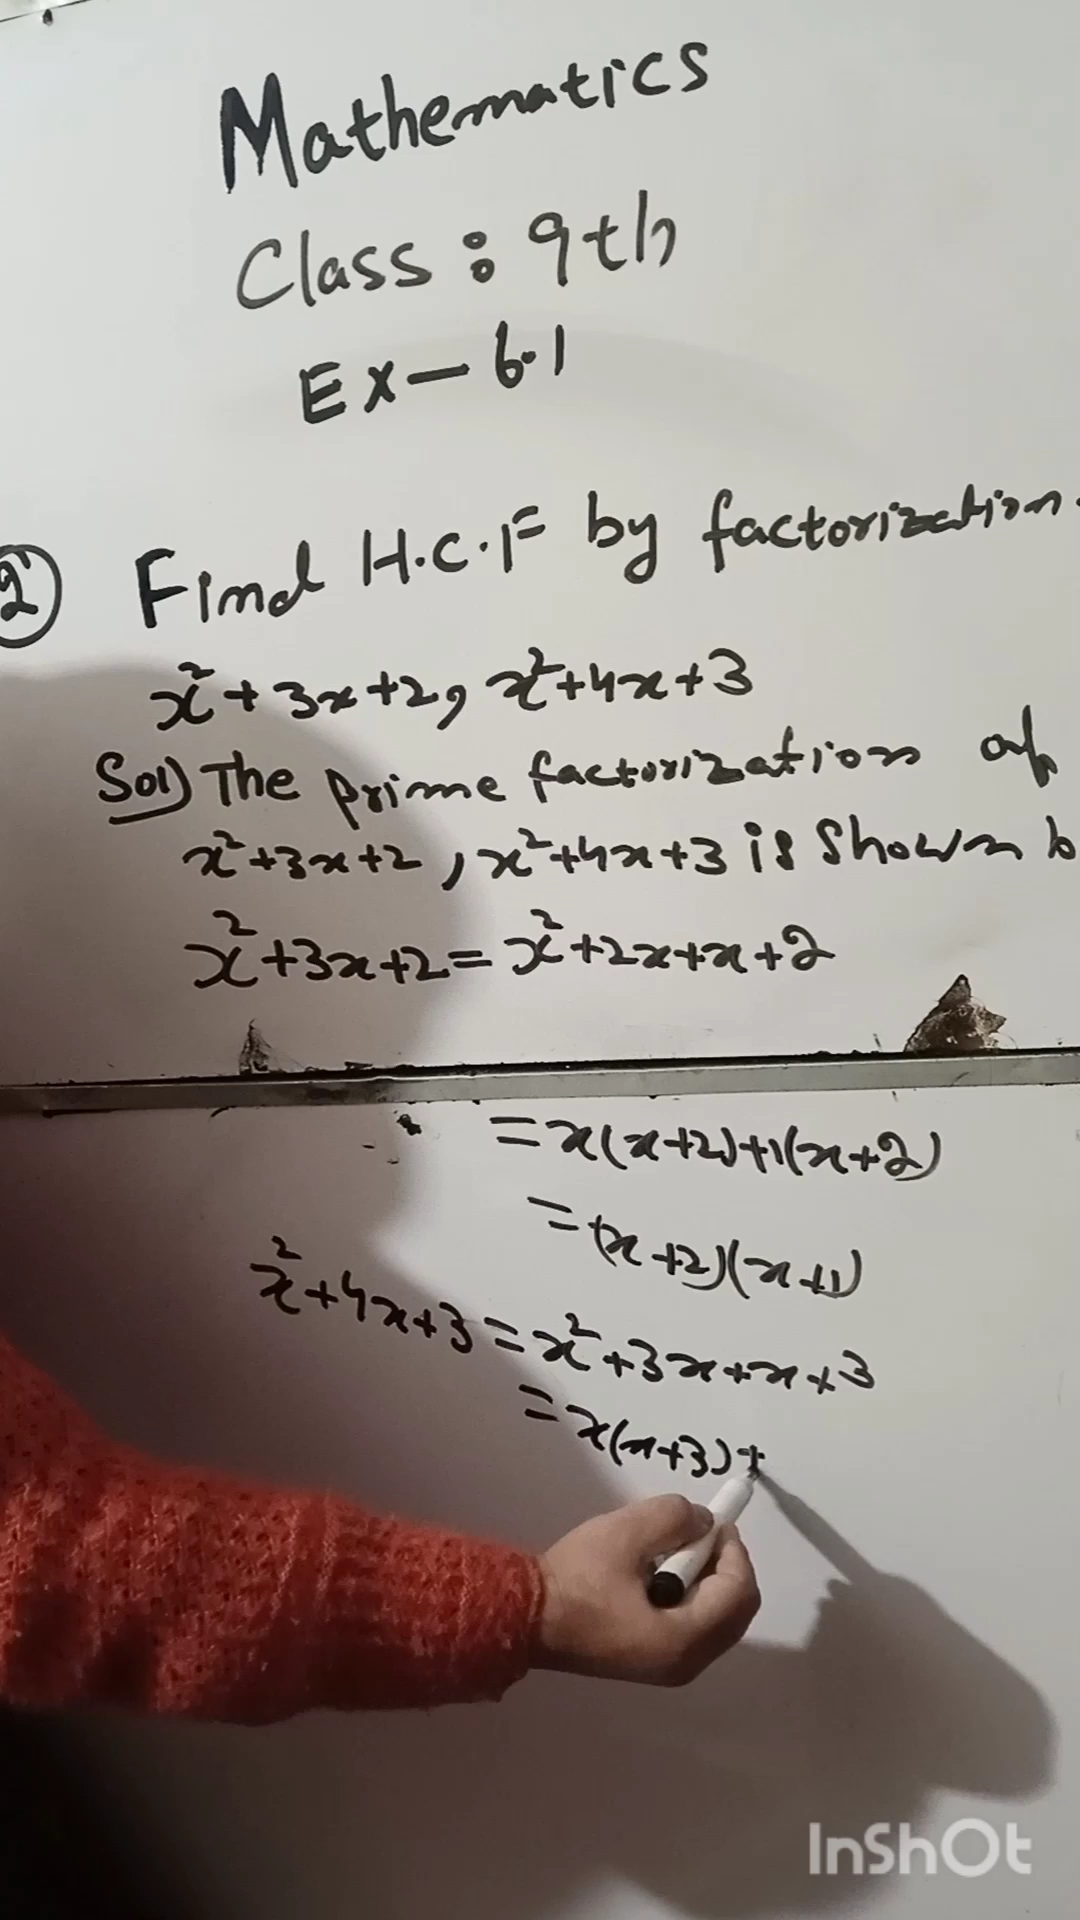 Mathematics
Class : 9th
Ex - 6.1
(2) Find H.C.F by factorization.
x²+3x+2, x²+4x+3
Sol) The prime factorization of
x²+3x+2, x²+4x+3 is shown b
x²+3x+2 = x²+2x+x+2
= x(x+2)+1(x+2)
= (x+2)(x+1)
x²+4x+3 = x²+3x+x+3
= x(x+3)+
InShOt